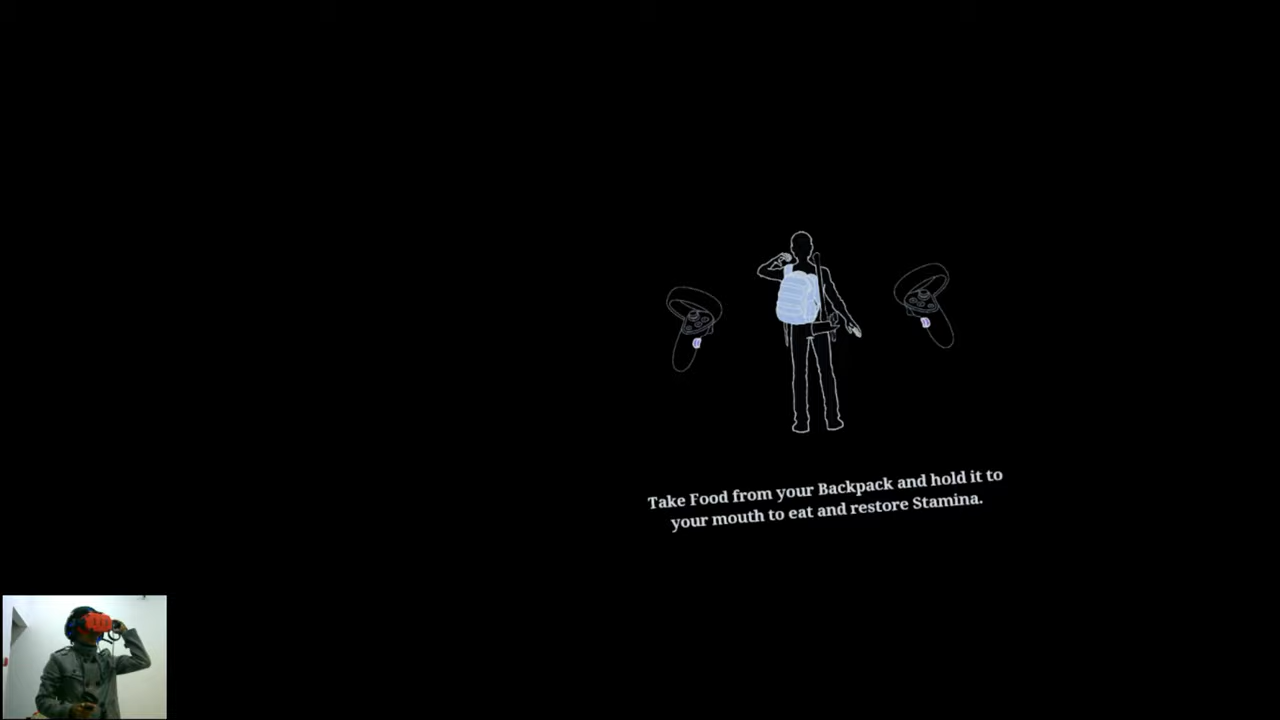 Take Food from your Backpack and hold it to
your mouth to eat and restore Stamina.